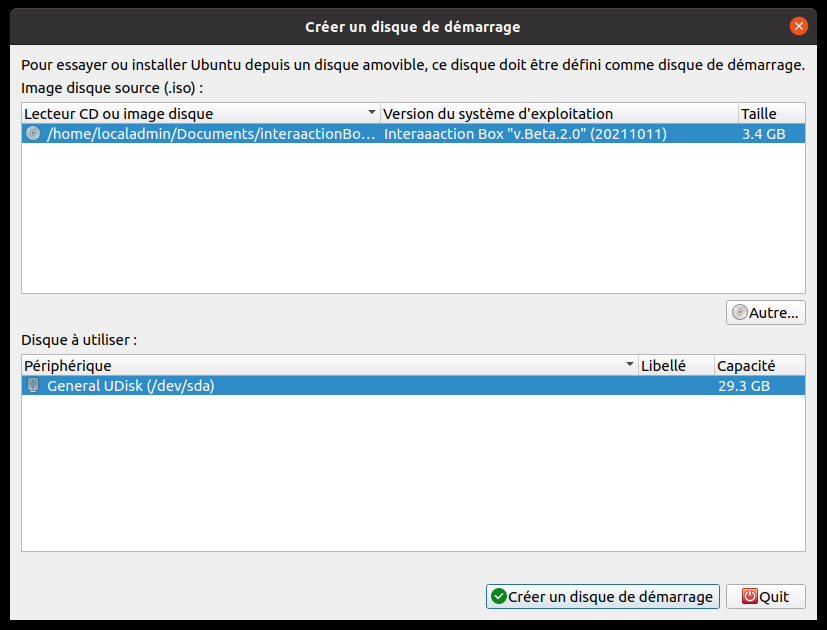 Créer un disque de démarrage
Pour essayer ou installer Ubuntu depuis un disque amovible, ce disque doit être défini comme disque de démarrage.
Image disque source (.iso) :
Lecteur CD ou image disque Version du système d'exploitation Taille
/home/localadmin/Documents/interaactionBo... Interaaaction Box "v.Beta.2.0" (20211011) 3.4 GB
Autre...
Disque à utiliser :
Périphérique Libellé Capacité
General UDisk (/dev/sda) 29.3 GB
Créer un disque de démarrage Quit